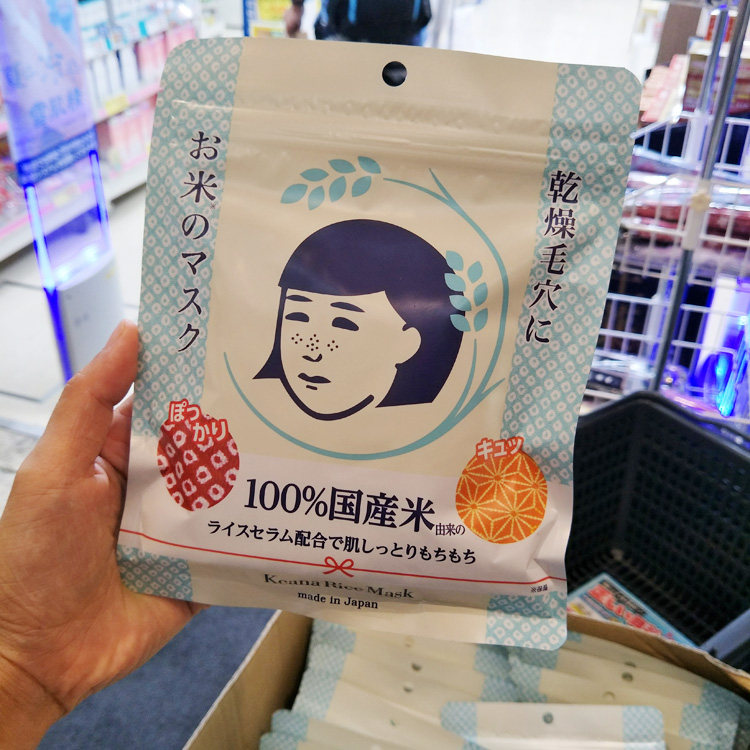 乾燥毛穴に
お米のマスク
ぽっ
かり
キュッ
100%国産米由来の
ライスセラム配合で肌しっとりもちもち
Keana Rice Mask
made in Japan
※保湿